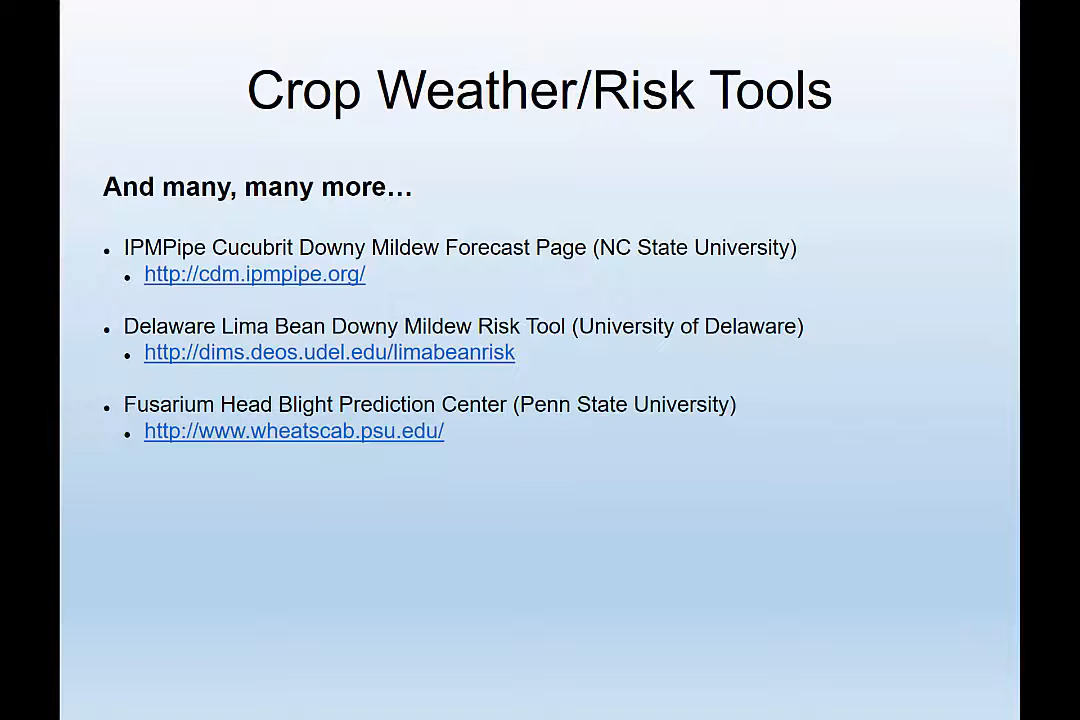 Crop Weather/Risk Tools
And many, many more…
• IPMPipe Cucubrit Downy Mildew Forecast Page (NC State University)
• http://cdm.ipmpipe.org/
• Delaware Lima Bean Downy Mildew Risk Tool (University of Delaware)
• http://dims.deos.udel.edu/limabeanrisk
• Fusarium Head Blight Prediction Center (Penn State University)
• http://www.wheatscab.psu.edu/